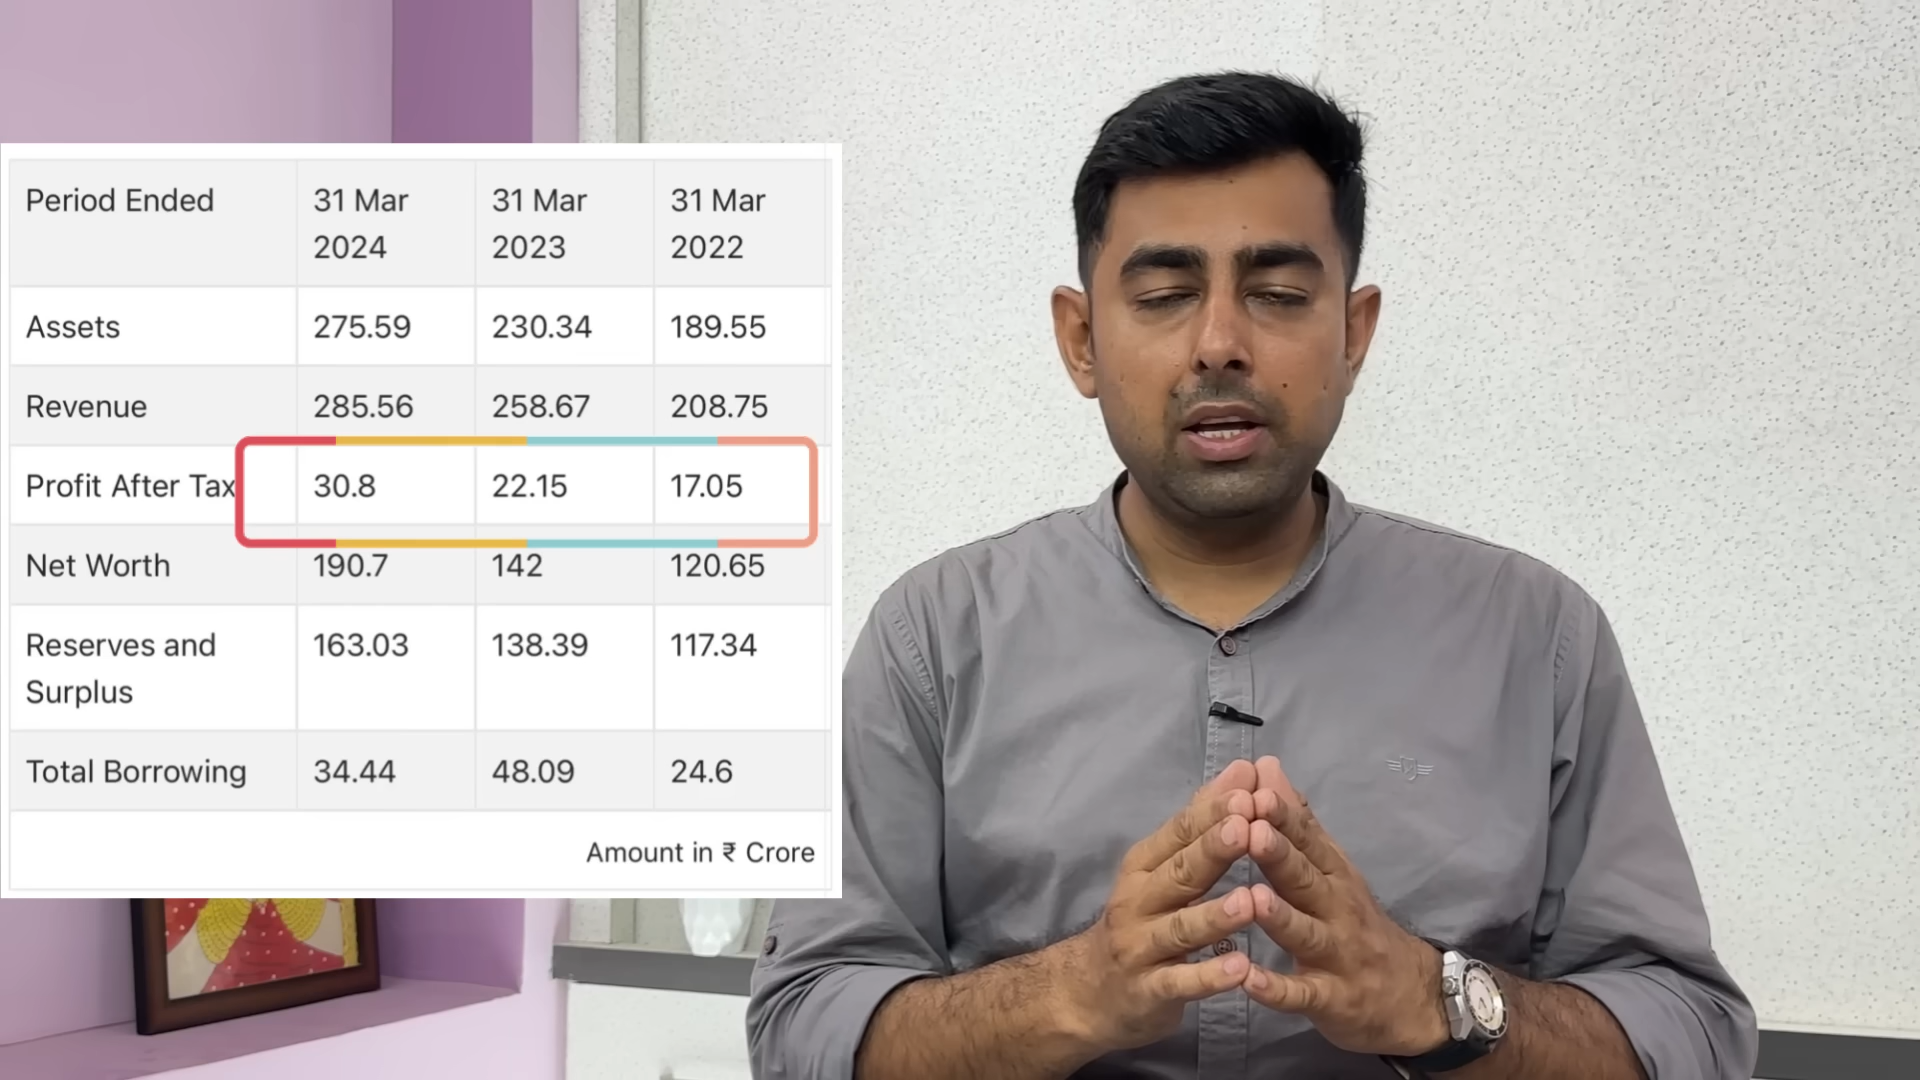 Period Ended 31 Mar 2024 31 Mar 2023 31 Mar 2022
Assets 275.59 230.34 189.55
Revenue 285.56 258.67 208.75
Profit After Tax 30.8 22.15 17.05
Net Worth 190.7 142 120.65
Reserves and Surplus 163.03 138.39 117.34
Total Borrowing 34.44 48.09 24.6
Amount in ₹ Crore